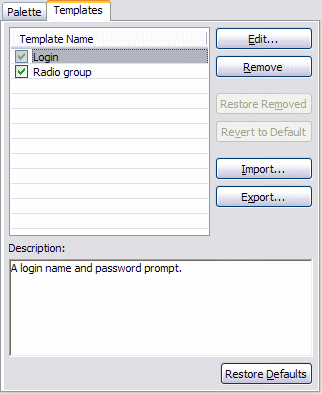 Palette Templates
Template Name
Login
Radio group
Edit...
Remove
Restore Removed
Revert to Default
Import...
Export...
Description:
A login name and password prompt.
Restore Defaults